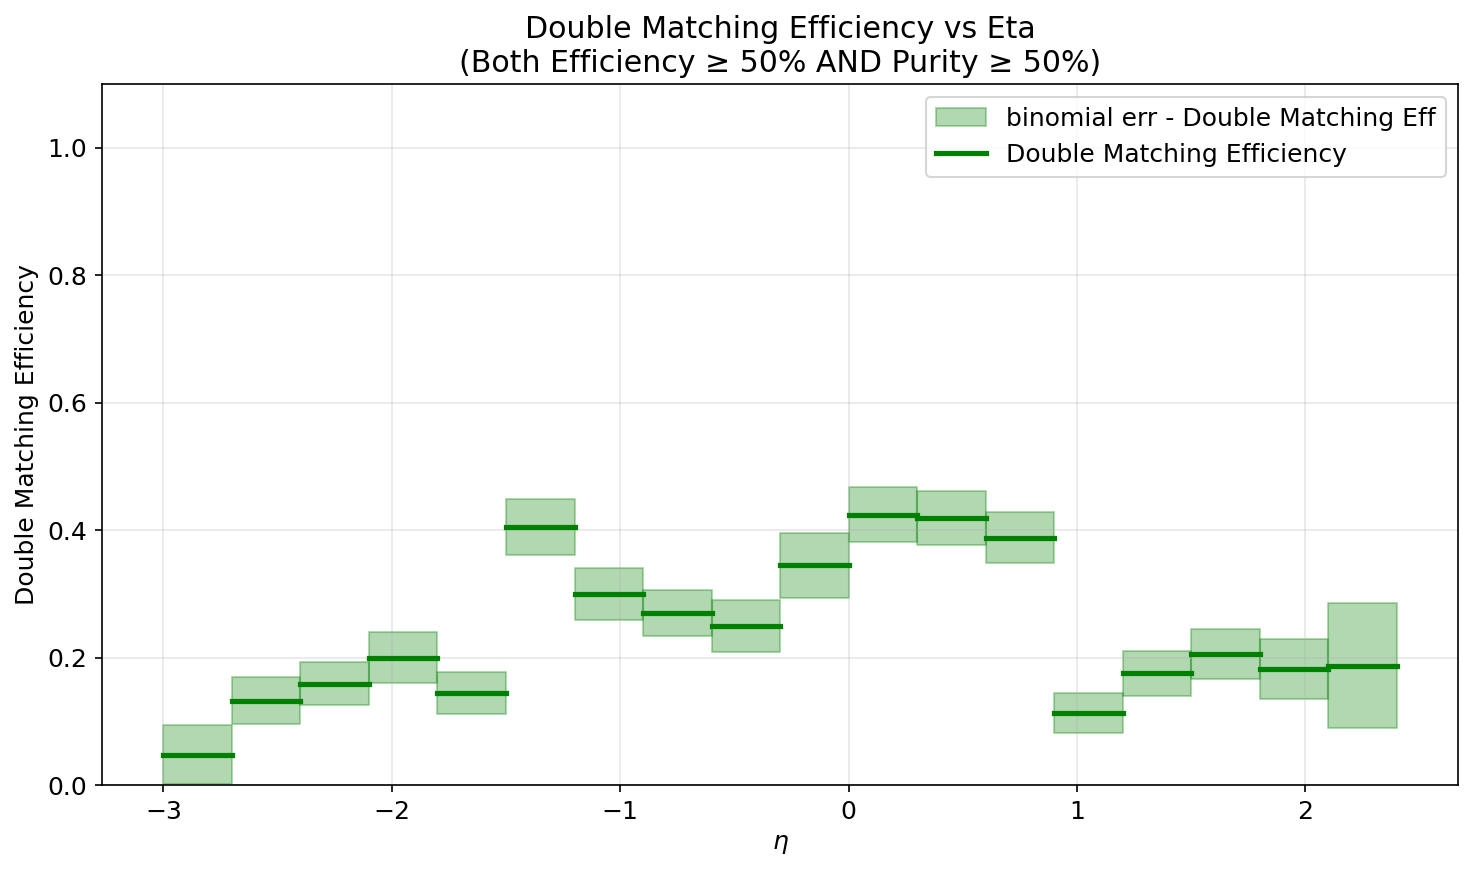 Double Matching Efficiency vs Eta
(Both Efficiency ≥ 50% AND Purity ≥ 50%)
binomial err - Double Matching Eff
Double Matching Efficiency
Double Matching Efficiency
1.0
0.8
0.6
0.4
0.2
0.0
−3
−2
−1
0
1
2
η